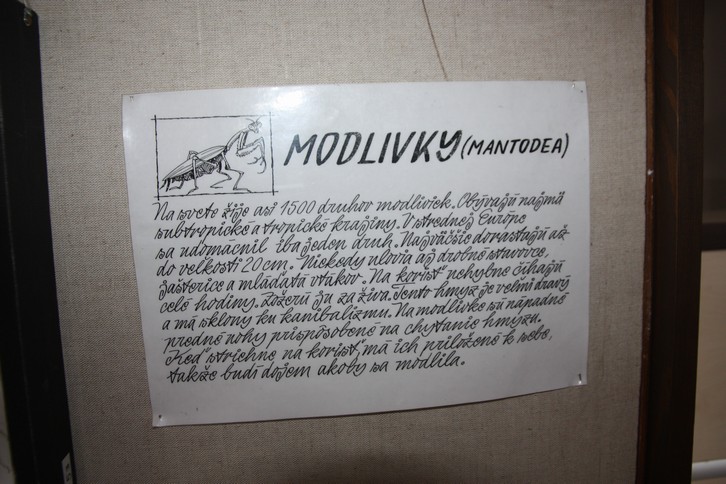 MODLIVKY (MANTODEA)
Na svete žije asi 1500 druhov modliviek. Obývajú najmä
subtropické a tropické krajiny. V strednej Európe
sa udomácnil iba jeden druh. Najväčšie dorastajú až
do veľkosti 20 cm. Niekedy ulovia aj drobné stavovce,
jašterice a mláďatá vtákov. Na korisť nehybne číhajú
celé hodiny. Zožerú ju za živa. Tento hmyz je veľmi dravý
a má sklony ku kanibalizmu. Na modlivke sú nápadné
predné nohy prispôsobené na chytanie hmyzu.
Keď striehne na korisť, má ich priložené k sebe,
takže budí dojem akoby sa modlila.